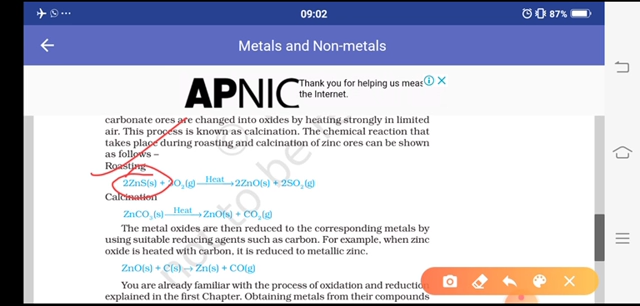 09:02
87%
Metals and Non-metals
APNIC
Thank you for helping us meas
the Internet.
carbonate ores are changed into oxides by heating strongly in limited
air. This process is known as calcination. The chemical reaction that
takes place during roasting and calcination of zinc ores can be shown
as follows –
Roasting
2ZnS(s) + 3O₂(g) Heat→ 2ZnO(s) + 2SO₂(g)
Calcination
ZnCO₃(s) Heat→ ZnO(s) + CO₂(g)
The metal oxides are then reduced to the corresponding metals by
using suitable reducing agents such as carbon. For example, when zinc
oxide is heated with carbon, it is reduced to metallic zinc.
ZnO(s) + C(s) → Zn(s) + CO(g)
You are already familiar with the process of oxidation and reduction
explained in the first Chapter. Obtaining metals from their compounds